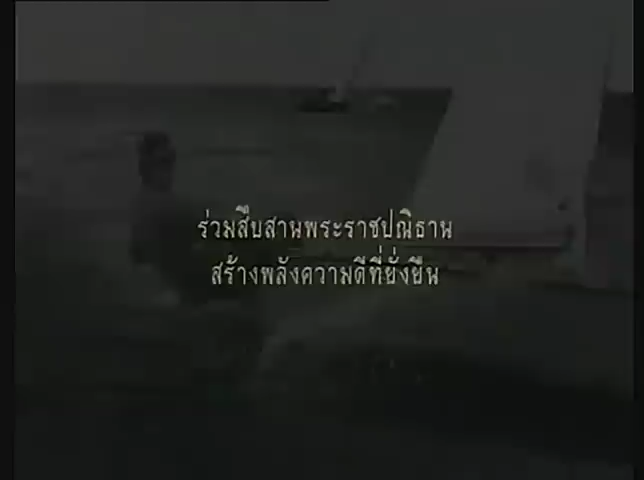 ร่วมสืบสานพระราชปณิธาน
สร้างพลังความดีที่ยั่งยืน